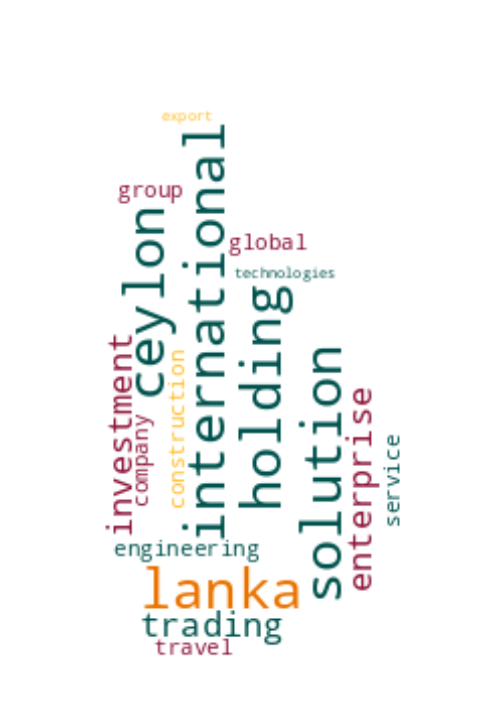 export
international
group
ceylon
global
technologies
holding
investment
construction
solution
company
enterprise
service
engineering
lanka
trading
travel